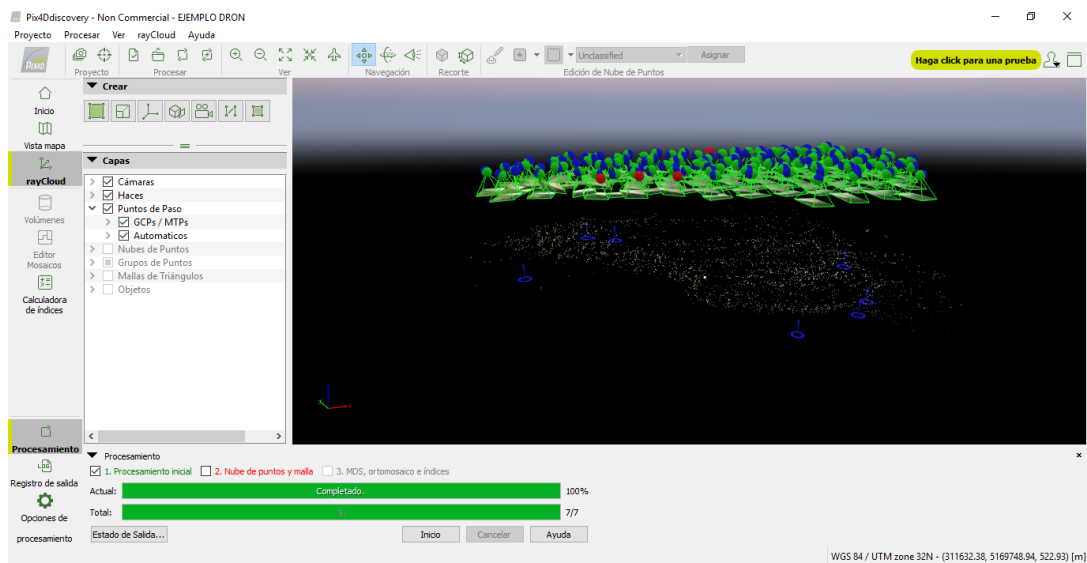 Pix4Ddiscovery - Non Commercial - EJEMPLO DRON
Proyecto Procesar Ver rayCloud Ayuda
PIX4D
Unclassified
Asignar
Haga click para una prueba
Proyecto
Procesar
Ver
Navegación
Recorte
Edición de Nube de Puntos
Inicio
Vista mapa
rayCloud
Volúmenes
Editor
Mosaicos
Calculadora
de índices
Crear
Capas
Cámaras
Haces
Puntos de Paso
GCPs / MTPs
Automaticos
Nubes de Puntos
Grupos de Puntos
Mallas de Triángulos
Objetos
Procesamiento
LOG
Registro de salida
Opciones de
procesamiento
Procesamiento
1. Procesamiento inicial 2. Nube de puntos y malla 3. MDS, ortomosaico e índices
Actual: Completado. 100%
Total: 1. 7/7
Estado de Salida... Inicio Cancelar Ayuda
WGS 84 / UTM zone 32N - (311632.38, 5169748.94, 522.93) [m]